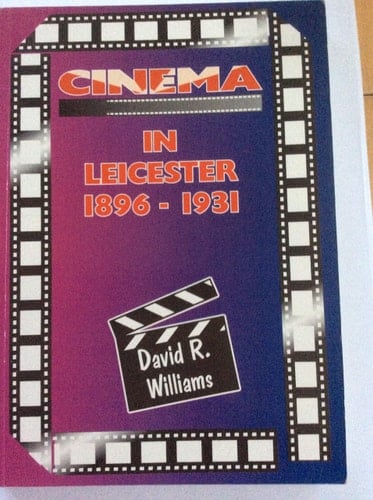 CINEMA
IN
LEICESTER
1896 - 1931
David R.
Williams